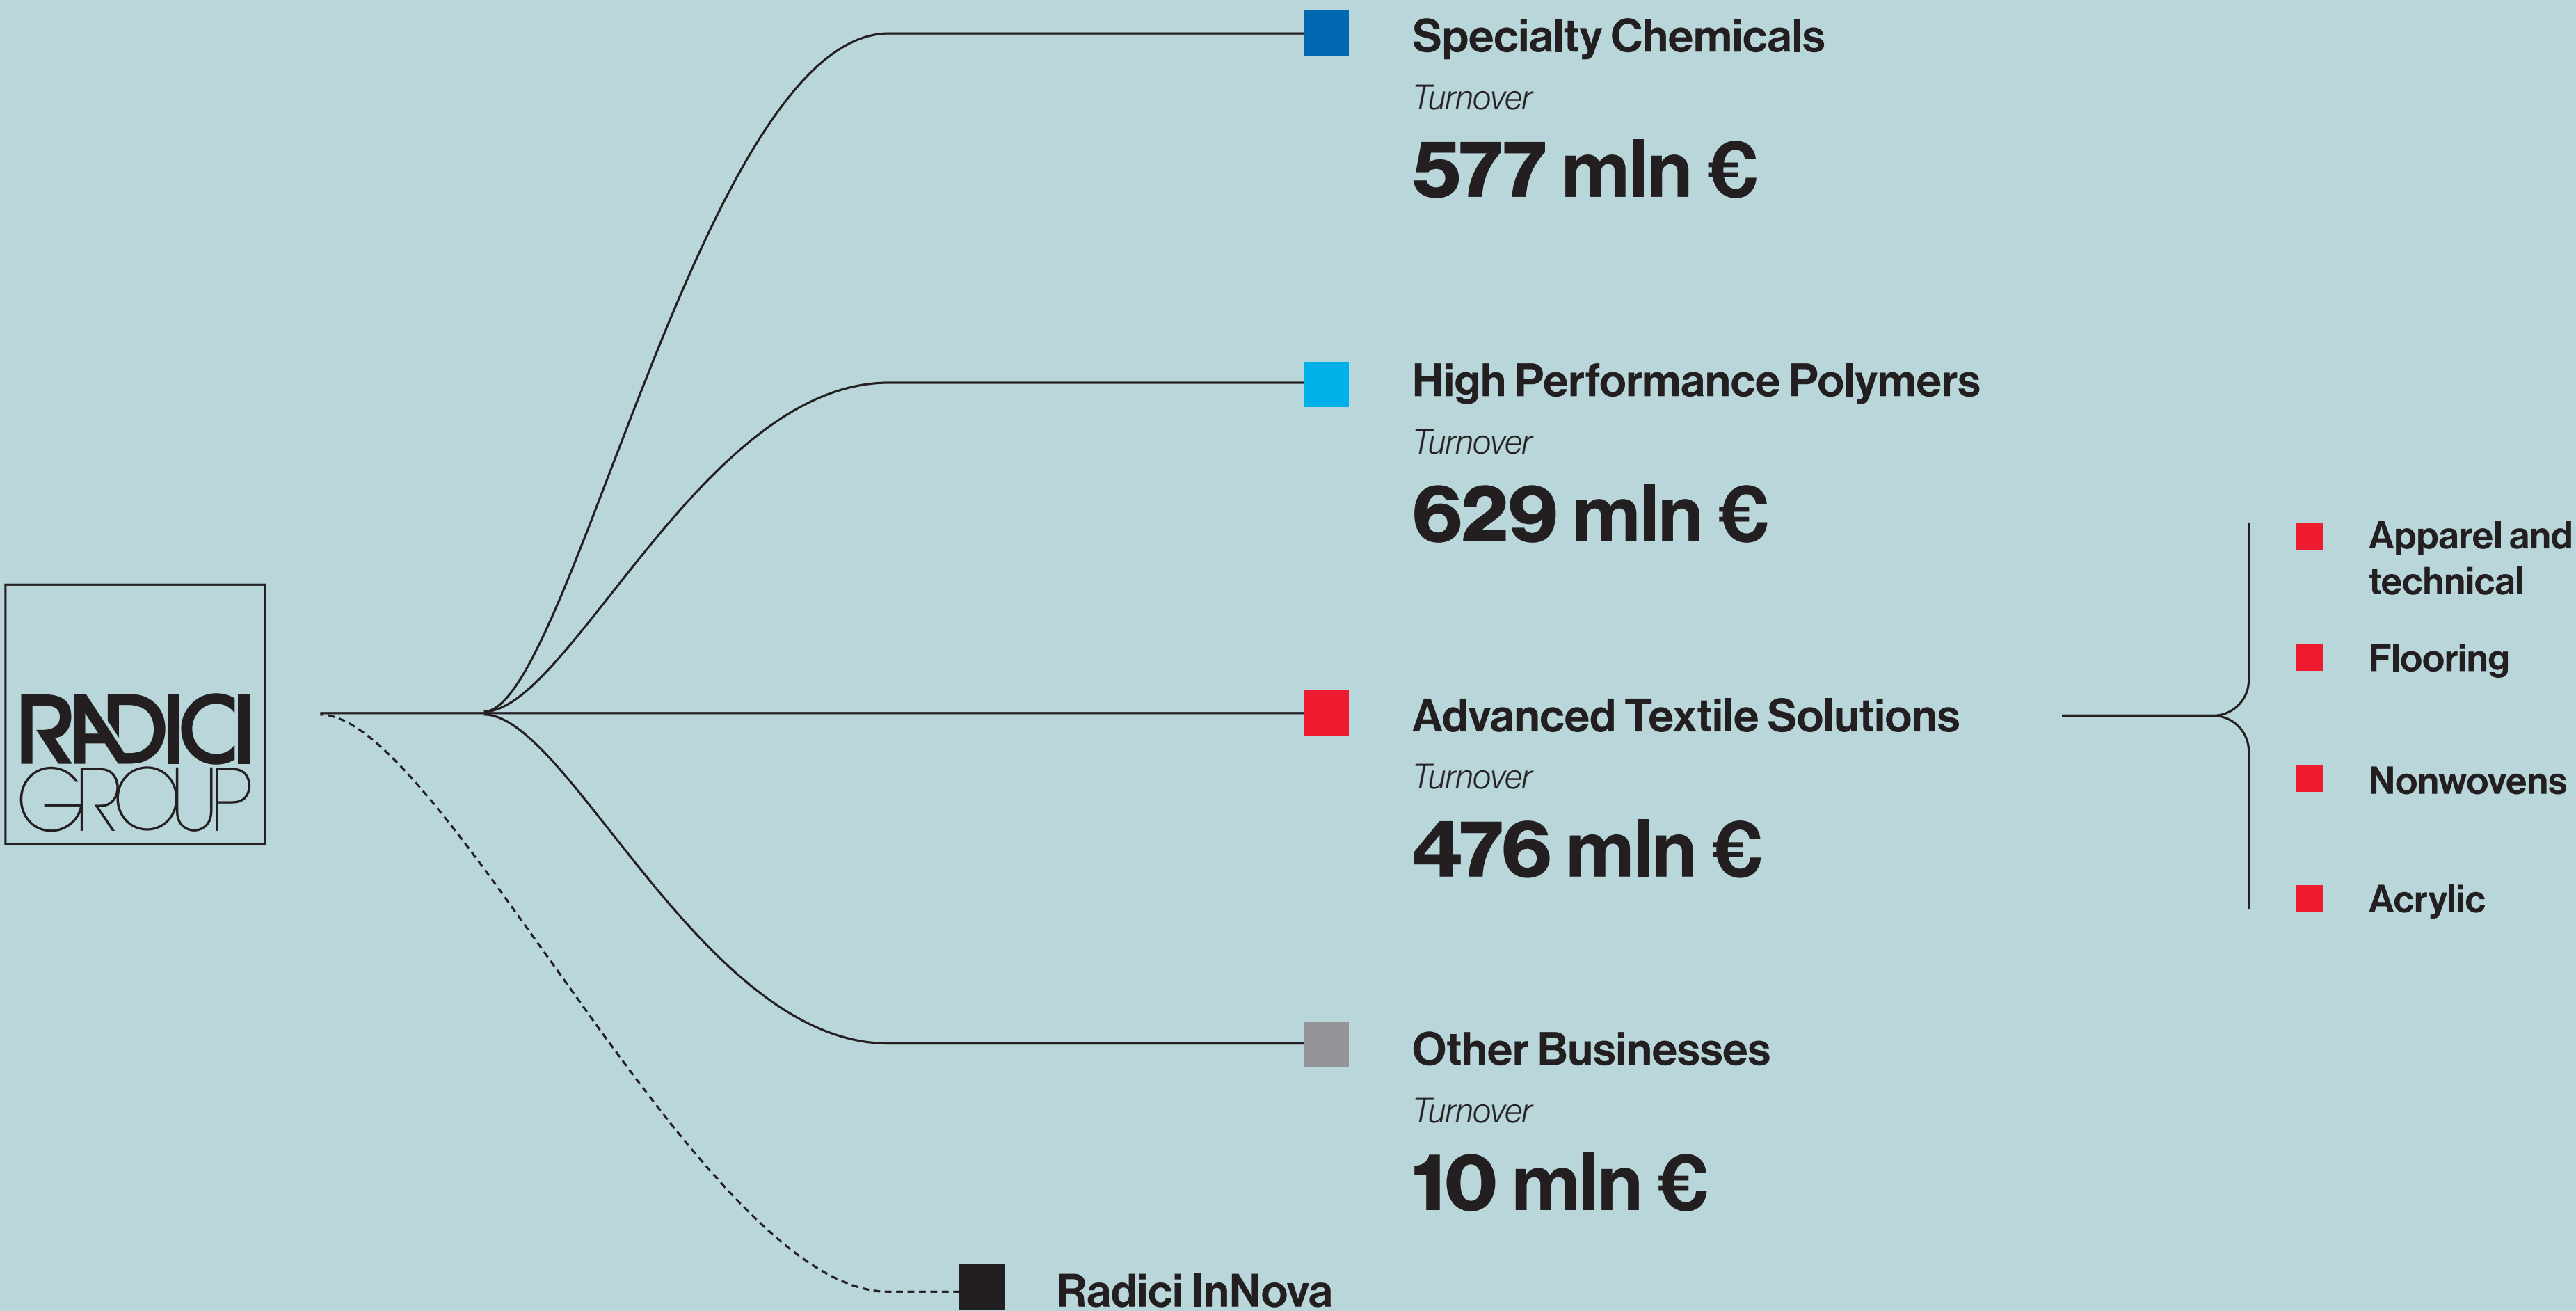 RADICI
GROUP
Specialty Chemicals
Turnover
577 mln €
High Performance Polymers
Turnover
629 mln €
Advanced Textile Solutions
Turnover
476 mln €
Apparel and
technical
Flooring
Nonwovens
Acrylic
Other Businesses
Turnover
10 mln €
Radici InNova